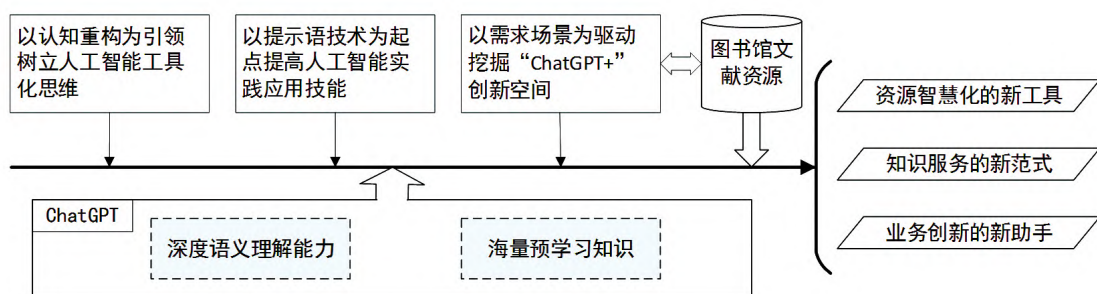 以认知重构为引领
树立人工智能工具
化思维
以提示语技术为起
点提高人工智能实
践应用技能
以需求场景为驱动
挖掘“ChatGPT+”
创新空间
图书馆文
献资源
资源智慧化的新工具
知识服务的新范式
业务创新的新助手
ChatGPT
深度语义理解能力
海量预学习知识